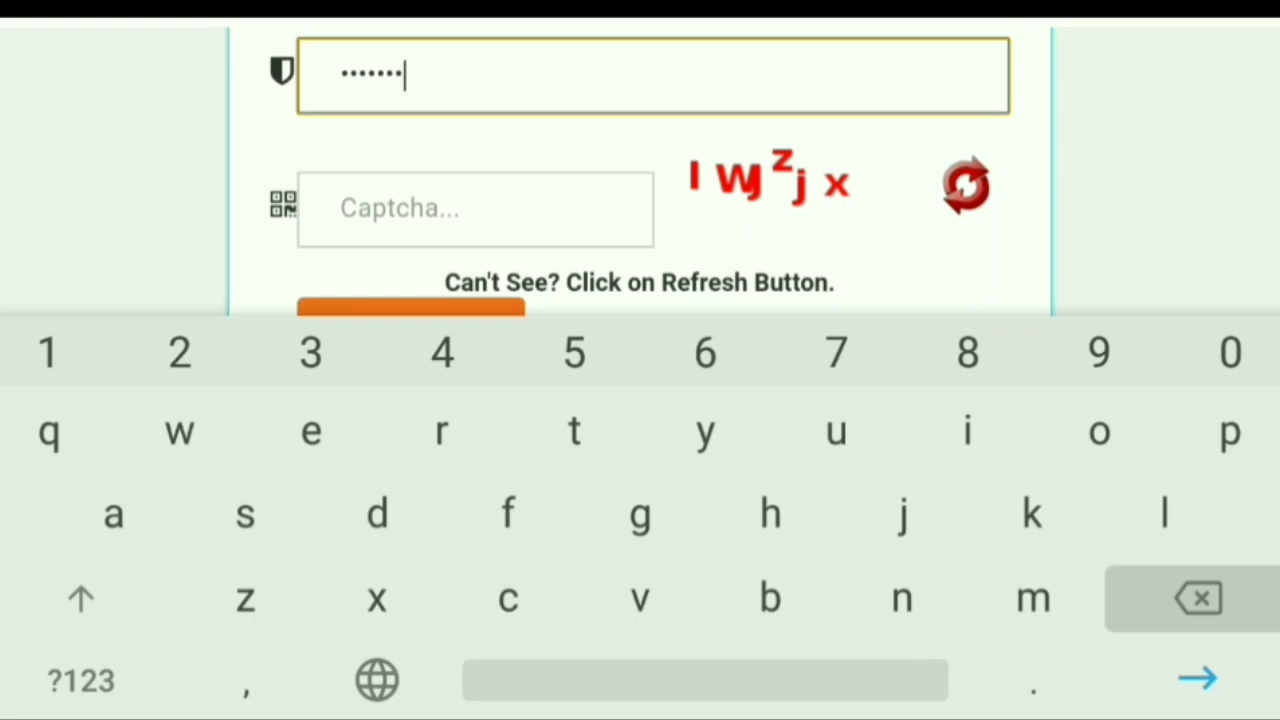 •••••••
Captcha...
Can't See? Click on Refresh Button.
1 2 3 4 5 6 7 8 9 0
q w e r t y u i o p
a s d f g h j k l
z x c v b n m
?123 , .